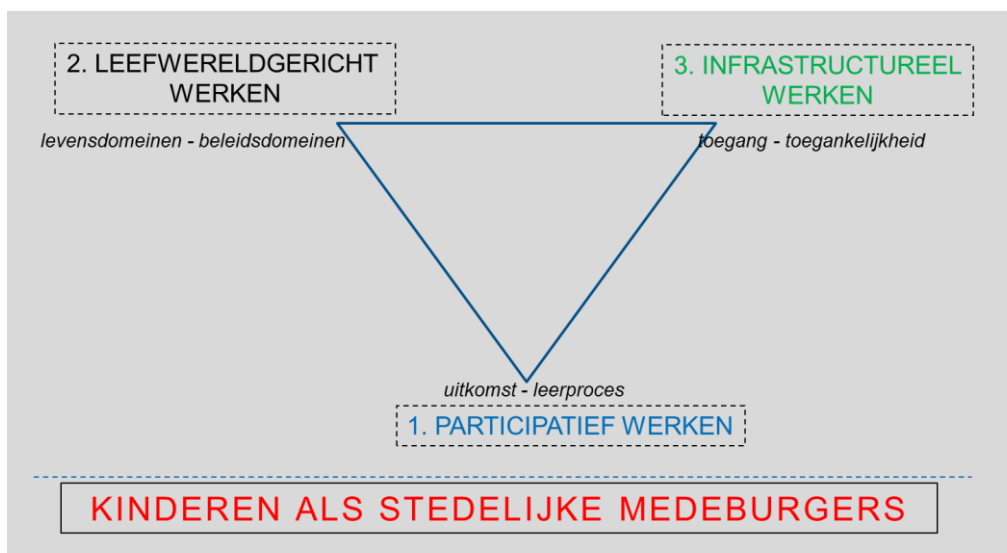 2. LEEFWERELDGERICHT
WERKEN
levensdomeinen - beleidsdomeinen
3. INFRASTRUCTUREEL
WERKEN
toegang - toegankelijkheid
uitkomst - leerproces
1. PARTICIPATIEF WERKEN
KINDEREN ALS STEDELIJKE MEDEBURGERS